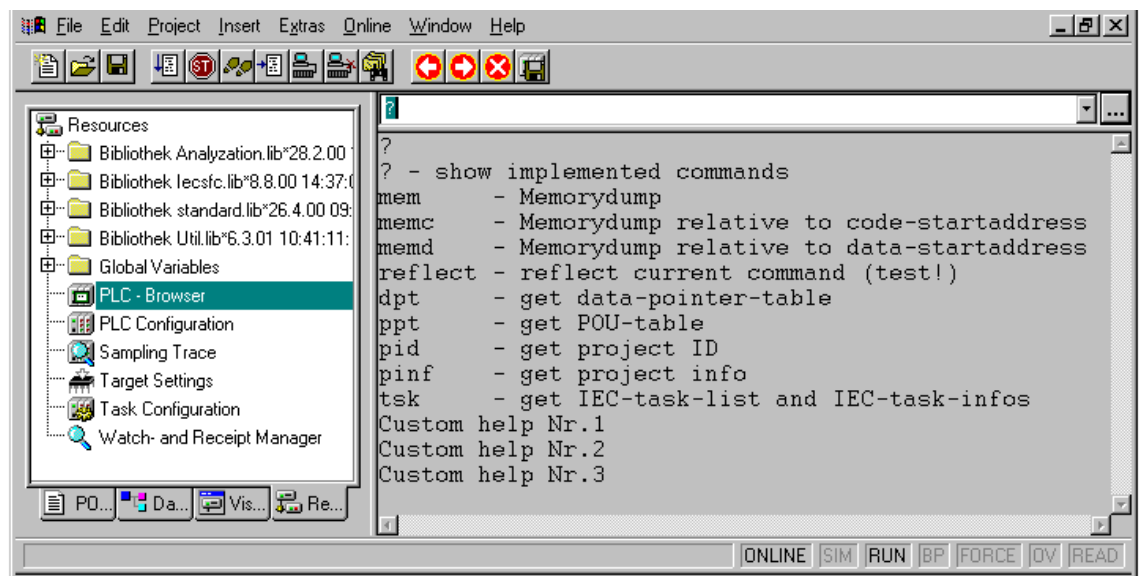 File Edit Project Insert Extras Online Window Help
ST
?
...
Resources
Bibliothek Analyzation.lib*28.2.00
Bibliothek Iecsfc.lib*8.8.00 14:37:0
Bibliothek standard.lib*26.4.00 09:
Bibliothek Util.lib*6.3.01 10:41:11:
Global Variables
PLC - Browser
PLC Configuration
Sampling Trace
Target Settings
Task Configuration
Watch- and Receipt Manager
PO... Da... Vis... Re...
?
? - show implemented commands
mem - Memorydump
memc - Memorydump relative to code-startaddress
memd - Memorydump relative to data-startaddress
reflect - reflect current command (test!)
dpt - get data-pointer-table
ppt - get POU-table
pid - get project ID
pinf - get project info
tsk - get IEC-task-list and IEC-task-infos
Custom help Nr.1
Custom help Nr.2
Custom help Nr.3
ONLINE SIM RUN BP FORCE OV READ